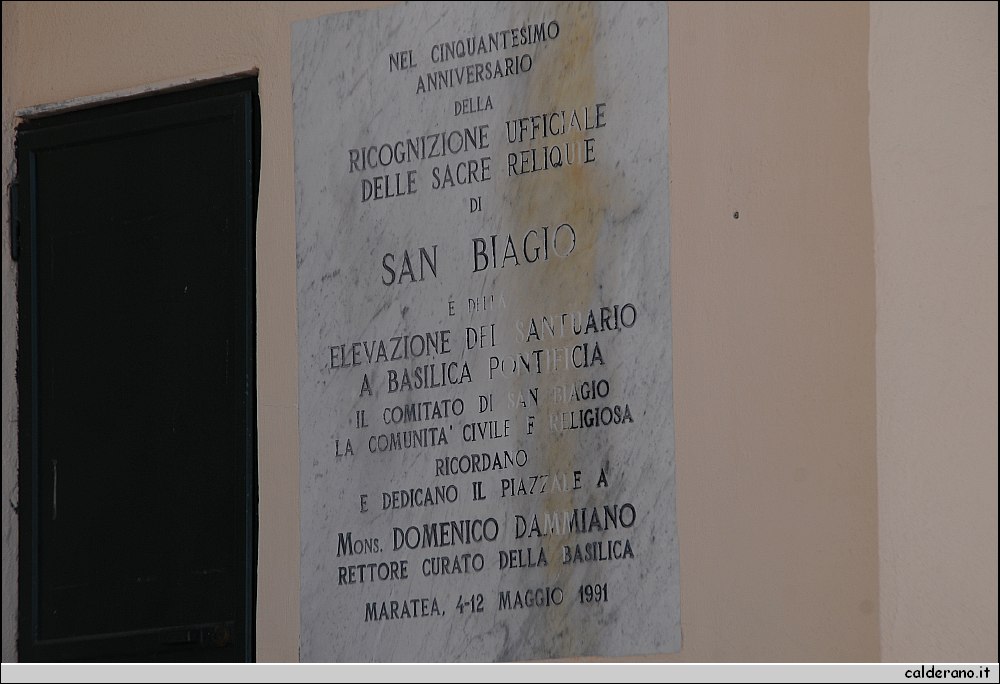 NEL CINQUANTESIMO
ANNIVERSARIO
DELLA
RICOGNIZIONE UFFICIALE
DELLE SACRE RELIQUIE
DI
SAN BIAGIO
E DELLA
ELEVAZIONE DEL SANTUARIO
A BASILICA PONTIFICIA
IL COMITATO DI SAN BIAGIO
LA COMUNITA' CIVILE E RELIGIOSA
RICORDANO
E DEDICANO IL PIAZZALE A
MONS. DOMENICO DAMMIANO
RETTORE CURATO DELLA BASILICA
MARATEA, 4-12 MAGGIO 1991
calderano.it